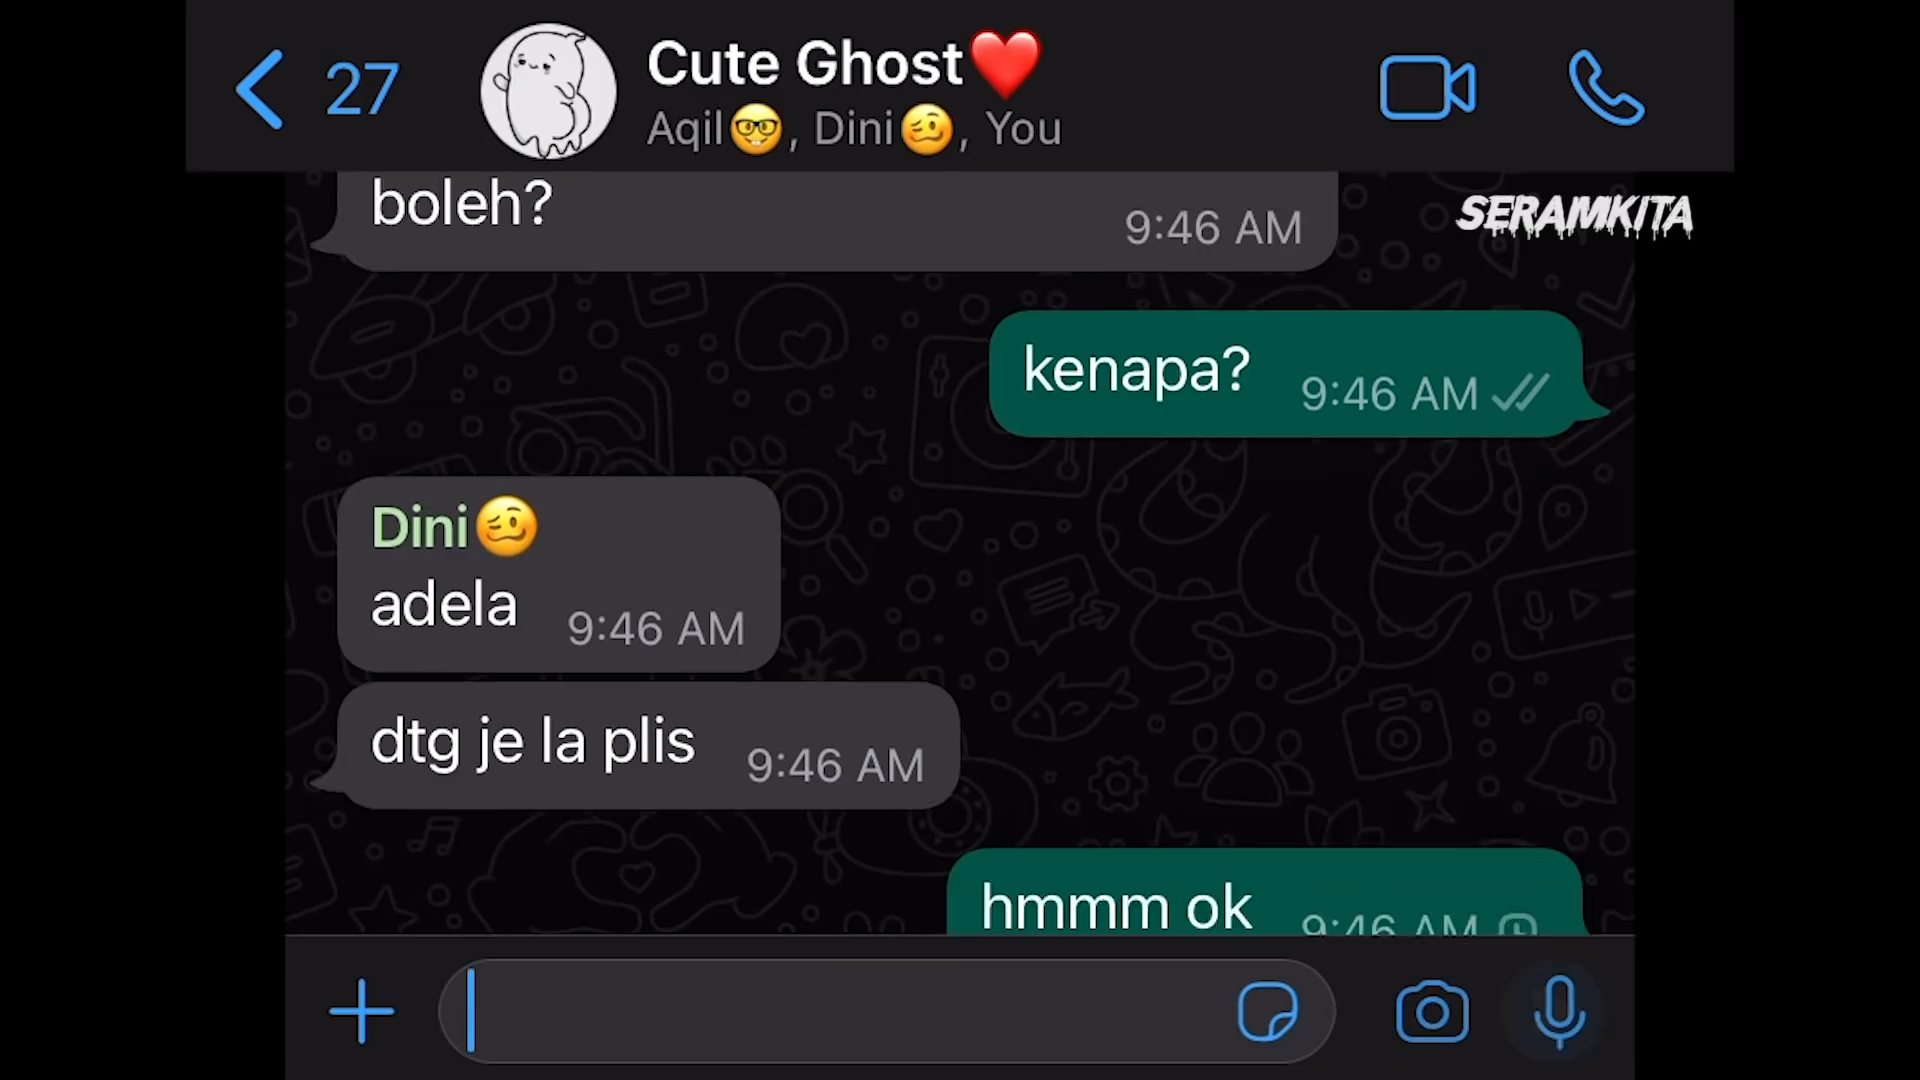 27
Cute Ghost❤️
Aqil🤓, Dini🥴, You
SERAMKITA
boleh?
9:46 AM
kenapa? 9:46 AM
Dini🥴
adela 9:46 AM
dtg je la plis 9:46 AM
hmmm ok 9:46 AM